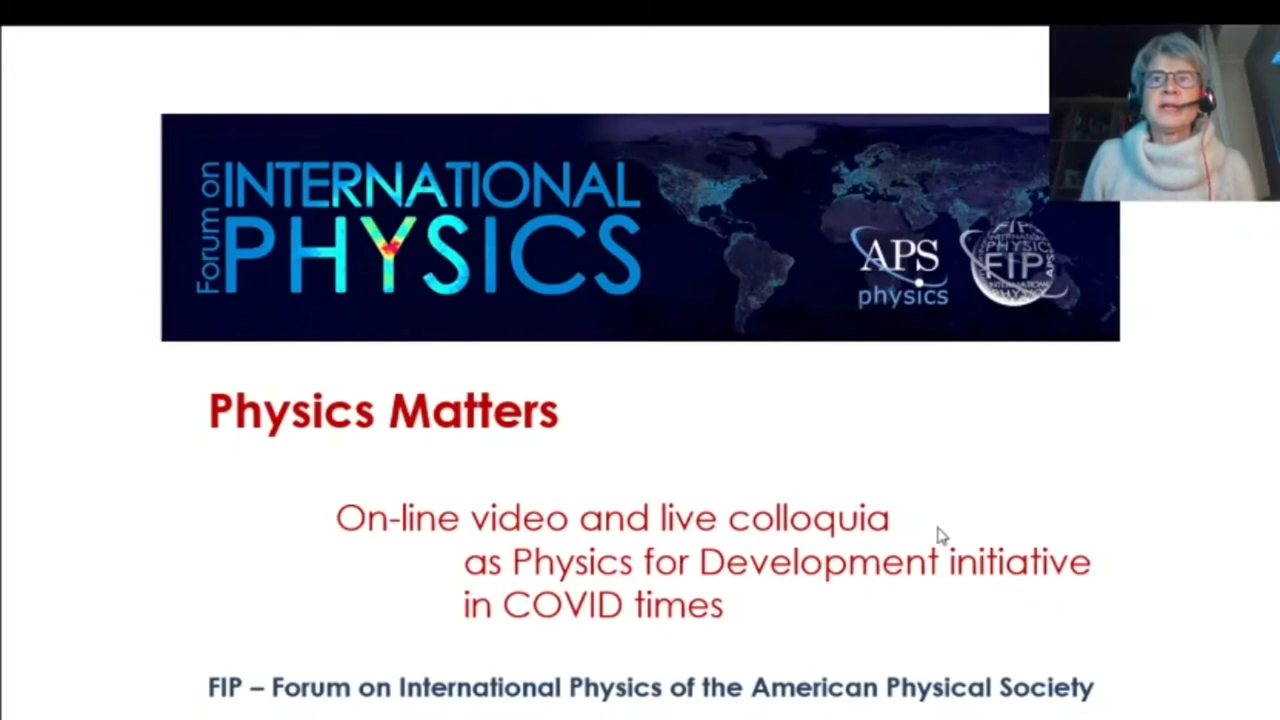 Forum on
INTERNATIONAL
PHYSICS
APS
physics
FIP
Physics Matters
On-line video and live colloquia
as Physics for Development initiative
in COVID times
FIP – Forum on International Physics of the American Physical Society